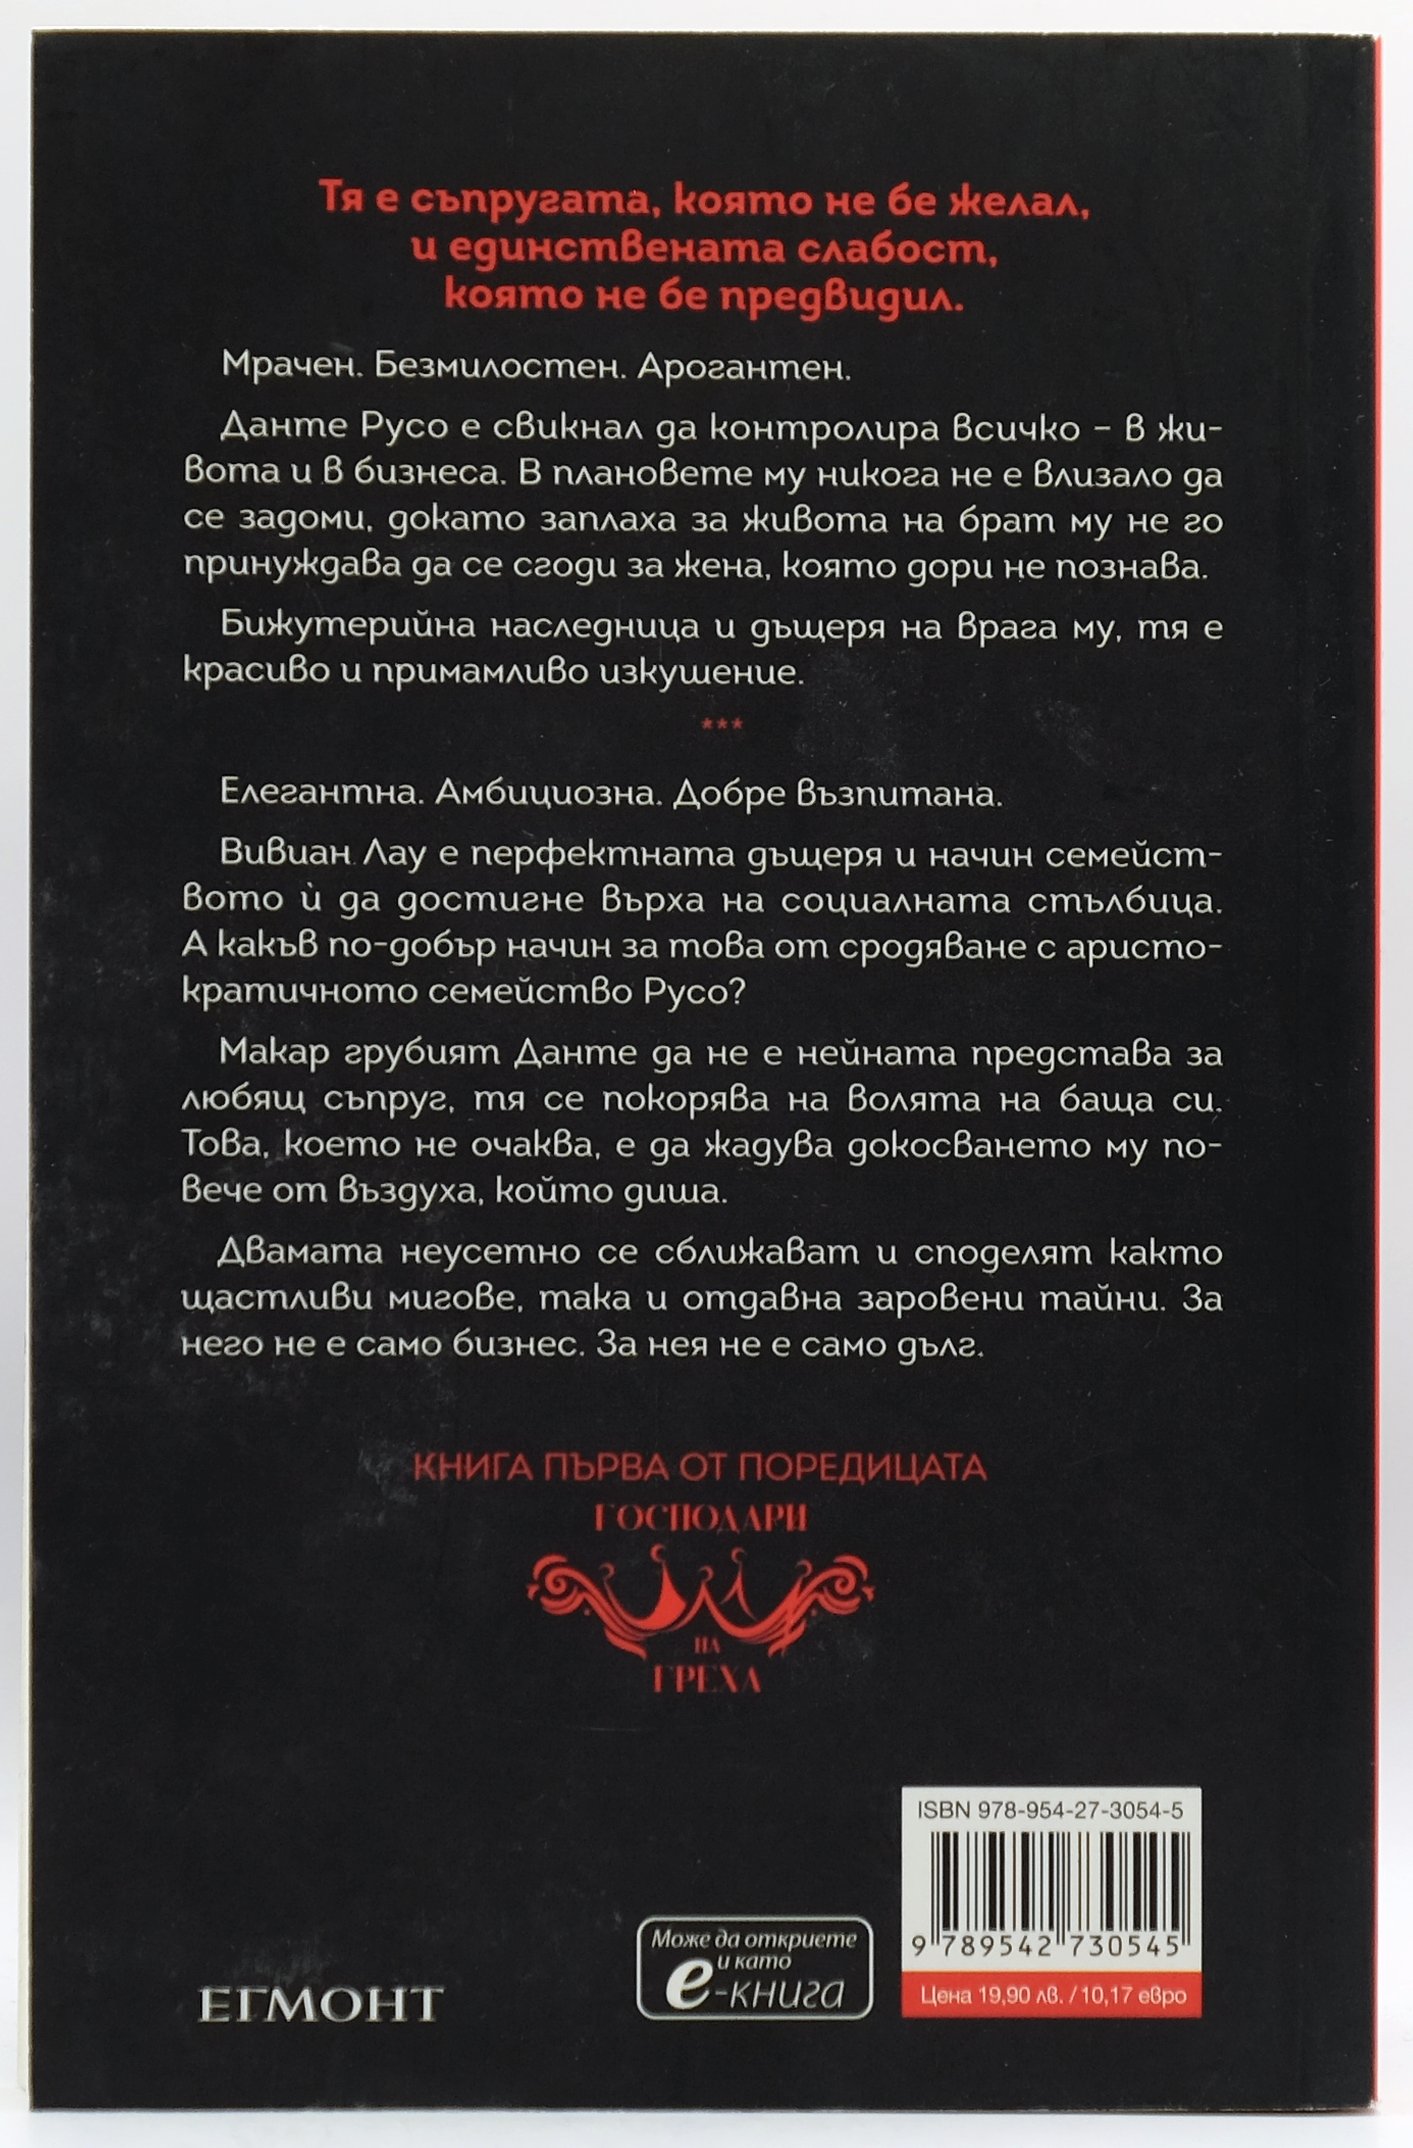 Тя е съпругата, която не бе желал,
и единствената слабост,
която не бе предвидил.
Мрачен. Безмилостен. Арогантен.
Данте Русо е свикнал да контролира всичко – в жи-
вота и в бизнеса. В плановете му никога не е влизало да
се задоми, докато заплаха за живота на брат му не го
принуждава да се сгоди за жена, която дори не познава.
Бижутерийна наследница и дъщеря на врага му, тя е
красиво и примамливо изкушение.
***
Елегантна. Амбициозна. Добре възпитана.
Вивиан Лау е перфектната дъщеря и начин семейст-
вото ѝ да достигне върха на социалната стълбица.
А какъв по-добър начин за това от сродяване с аристо-
кратичното семейство Русо?
Макар грубият Данте да не е нейната представа за
любящ съпруг, тя се покорява на волята на баща си.
Това, което не очаква, е да жадува докосването му по-
вече от въздуха, който диша.
Двамата неусетно се сближават и споделят както
щастливи мигове, така и отдавна заровени тайни. За
него не е само бизнес. За нея не е само дълг.
КНИГА ПЪРВА ОТ ПОРЕДИЦАТА
ГОСПОДАРИ
НА
ГРЕХА
ISBN 978-954-27-3054-5
9 789542 730545
Цена 19,90 лв. / 10,17 евро
Може да откриете
и като
е-книга
ЕГМОНТ